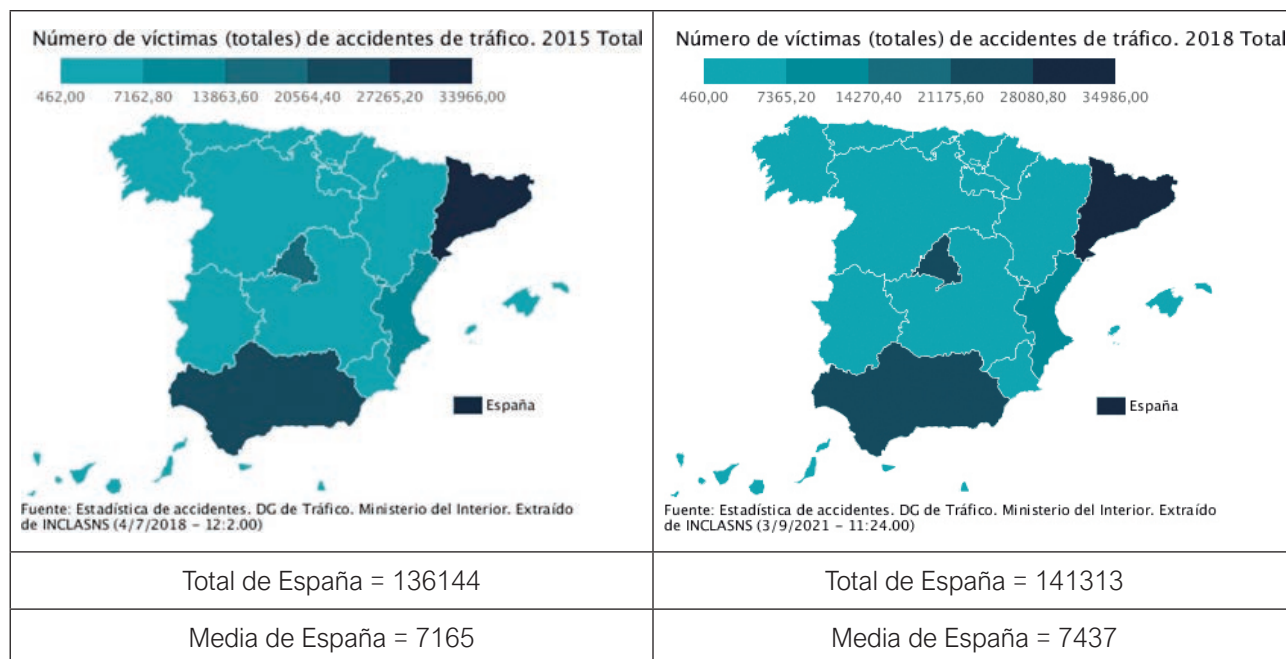 Número de víctimas (totales) de accidentes de tráfico. 2015 Total
462,00 7162,80 13863,60 20564,40 27265,20 33966,00
España
Fuente: Estadística de accidentes. DG de Tráfico. Ministerio del Interior. Extraído
de INCLASNS (4/7/2018 - 12:2.00)
Total de España = 136144
Media de España = 7165
Número de víctimas (totales) de accidentes de tráfico. 2018 Total
460,00 7365,20 14270,40 21175,60 28080,80 34986,00
España
Fuente: Estadística de accidentes. DG de Tráfico. Ministerio del Interior. Extraído
de INCLASNS (3/9/2021 - 11:24.00)
Total de España = 141313
Media de España = 7437